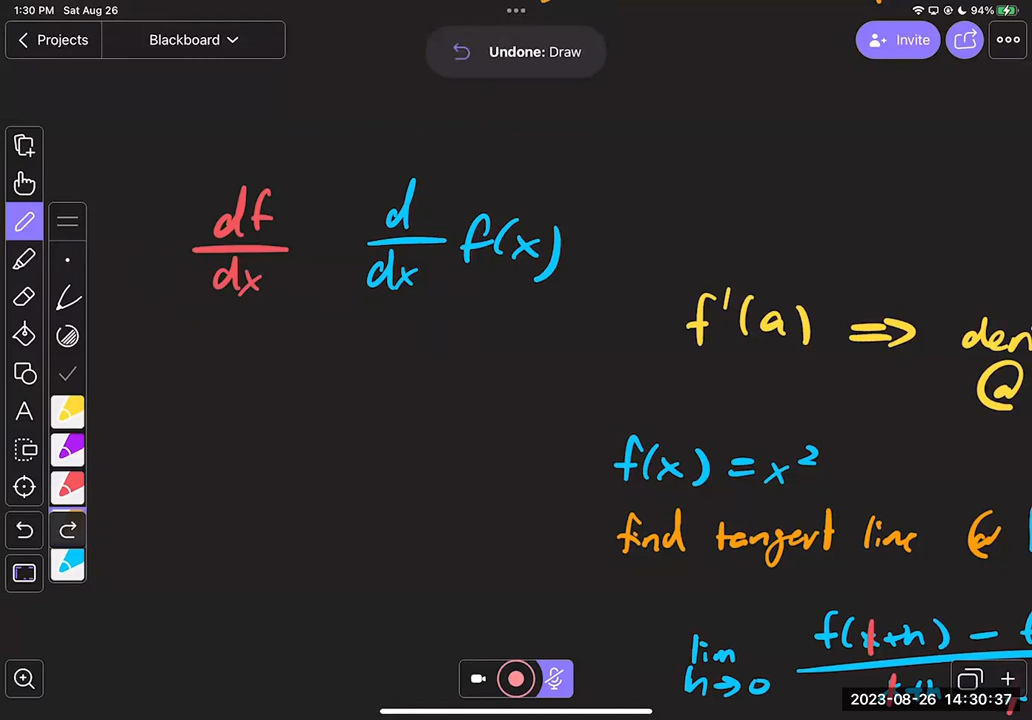 1:30 PM Sat Aug 26
94%
Projects
Blackboard
Undone: Draw
Invite
df
dx
d
dx
f(x)
f'(a) =>
@
A
f(x) = x²
find tangert line @
f( +h) –
lim
h→0
2023-08-26 14:30:37